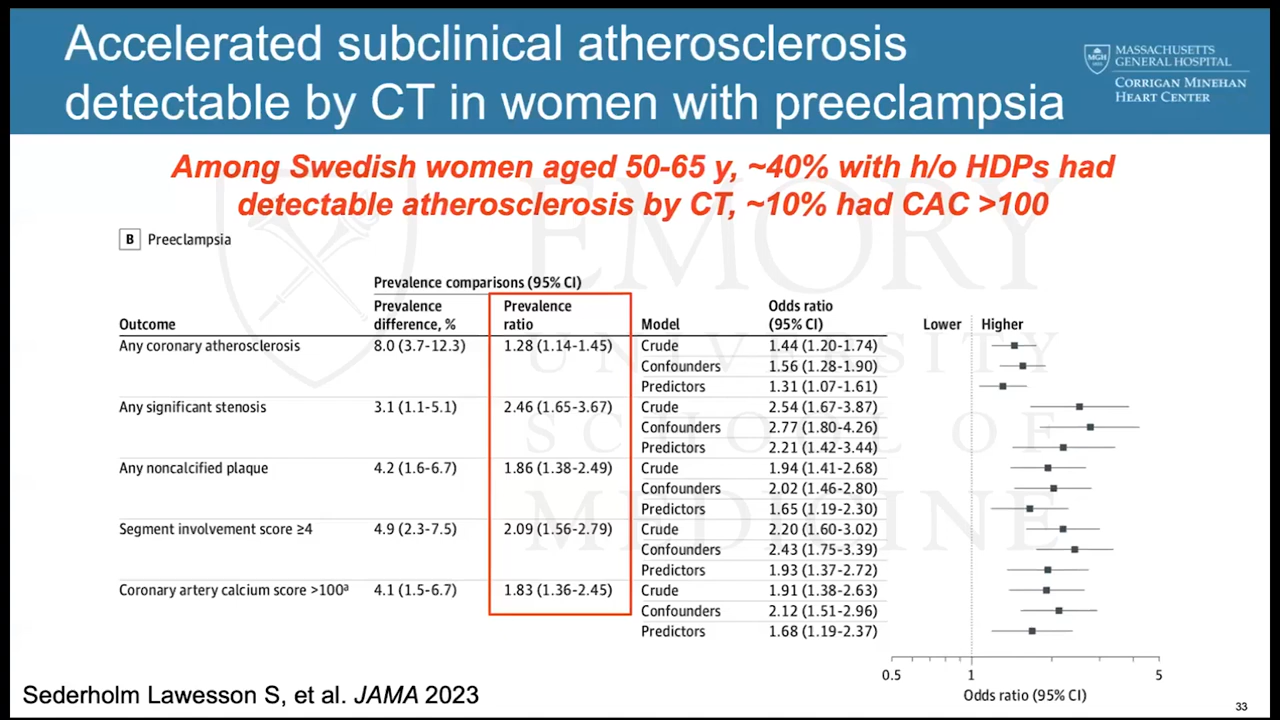 Accelerated subclinical atherosclerosis
detectable by CT in women with preeclampsia
MGH
1811
MASSACHUSETTS
GENERAL HOSPITAL
CORRIGAN MINEHAN
HEART CENTER
Among Swedish women aged 50-65 y, ~40% with h/o HDPs had
detectable atherosclerosis by CT, ~10% had CAC >100
EMORY
UNIVERSITY
SCHOOL OF
MEDICINE
B Preeclampsia
Prevalence comparisons (95% CI)
Outcome Prevalence difference, % Prevalence ratio Model Odds ratio (95% CI) Lower Higher
Any coronary atherosclerosis 8.0 (3.7-12.3) 1.28 (1.14-1.45) Crude 1.44 (1.20-1.74)
Confounders 1.56 (1.28-1.90)
Predictors 1.31 (1.07-1.61)
Any significant stenosis 3.1 (1.1-5.1) 2.46 (1.65-3.67) Crude 2.54 (1.67-3.87)
Confounders 2.77 (1.80-4.26)
Predictors 2.21 (1.42-3.44)
Any noncalcified plaque 4.2 (1.6-6.7) 1.86 (1.38-2.49) Crude 1.94 (1.41-2.68)
Confounders 2.02 (1.46-2.80)
Predictors 1.65 (1.19-2.30)
Segment involvement score ≥4 4.9 (2.3-7.5) 2.09 (1.56-2.79) Crude 2.20 (1.60-3.02)
Confounders 2.43 (1.75-3.39)
Predictors 1.93 (1.37-2.72)
Coronary artery calcium score >100ª 4.1 (1.5-6.7) 1.83 (1.36-2.45) Crude 1.91 (1.38-2.63)
Confounders 2.12 (1.51-2.96)
Predictors 1.68 (1.19-2.37)
0.5 1 5
Odds ratio (95% CI)
Sederholm Lawesson S, et al. JAMA 2023
33